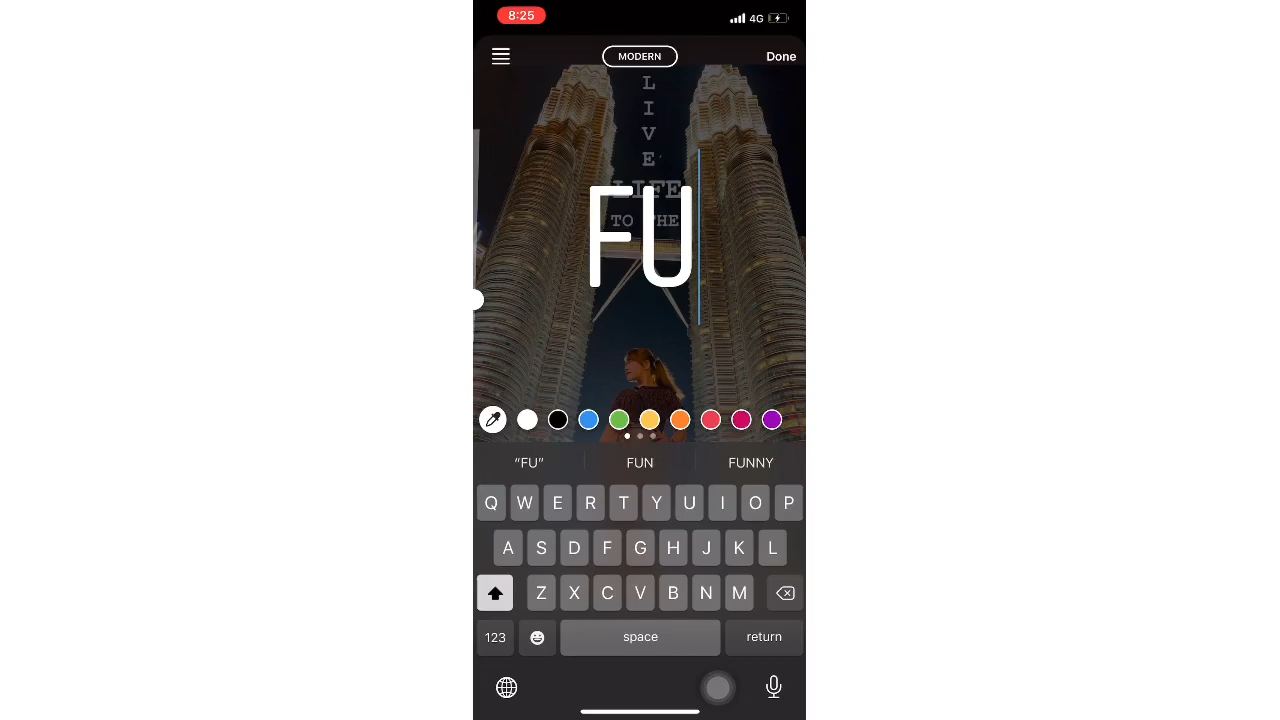 8:25
4G
MODERN
Done
L
I
V
E
LIFE
TO THE
FU
"FU" FUN FUNNY
Q W E R T Y U I O P
A S D F G H J K L
Z X C V B N M
123 space return